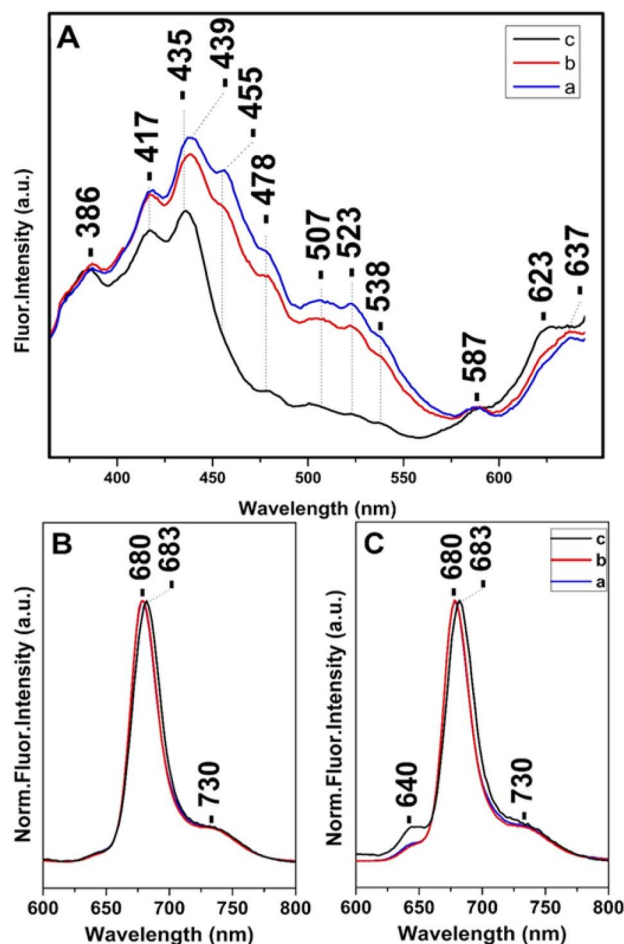 A
386
417
435
439
455
478
507
523
538
587
623
637
c
b
a
Fluor.Intensity (a.u.)
400
450
500
550
600
Wavelength (nm)
B
680
683
730
Norm.Fluor.Intensity (a.u.)
600
650
700
750
800
Wavelength (nm)
C
680
683
640
730
c
b
a
Norm.Fluor.Intensity (a.u.)
600
650
700
750
800
Wavelength (nm)